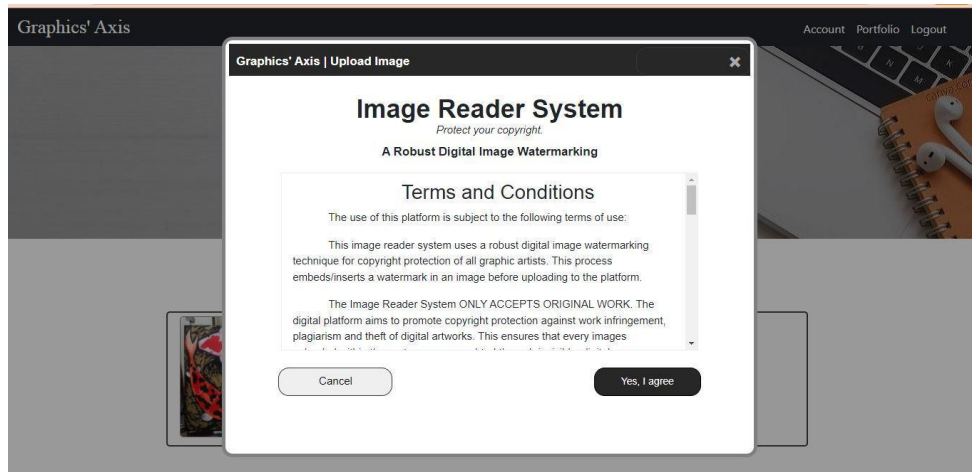 Graphics' Axis
Account Portfolio Logout
Graphics' Axis | Upload Image
Image Reader System
Protect your copyright.
A Robust Digital Image Watermarking
Terms and Conditions
The use of this platform is subject to the following terms of use:
This image reader system uses a robust digital image watermarking
technique for copyright protection of all graphic artists. This process
embeds/inserts a watermark in an image before uploading to the platform.
The Image Reader System ONLY ACCEPTS ORIGINAL WORK. The
digital platform aims to promote copyright protection against work infringement,
plagiarism and theft of digital artworks. This ensures that every images
Cancel
Yes, I agree